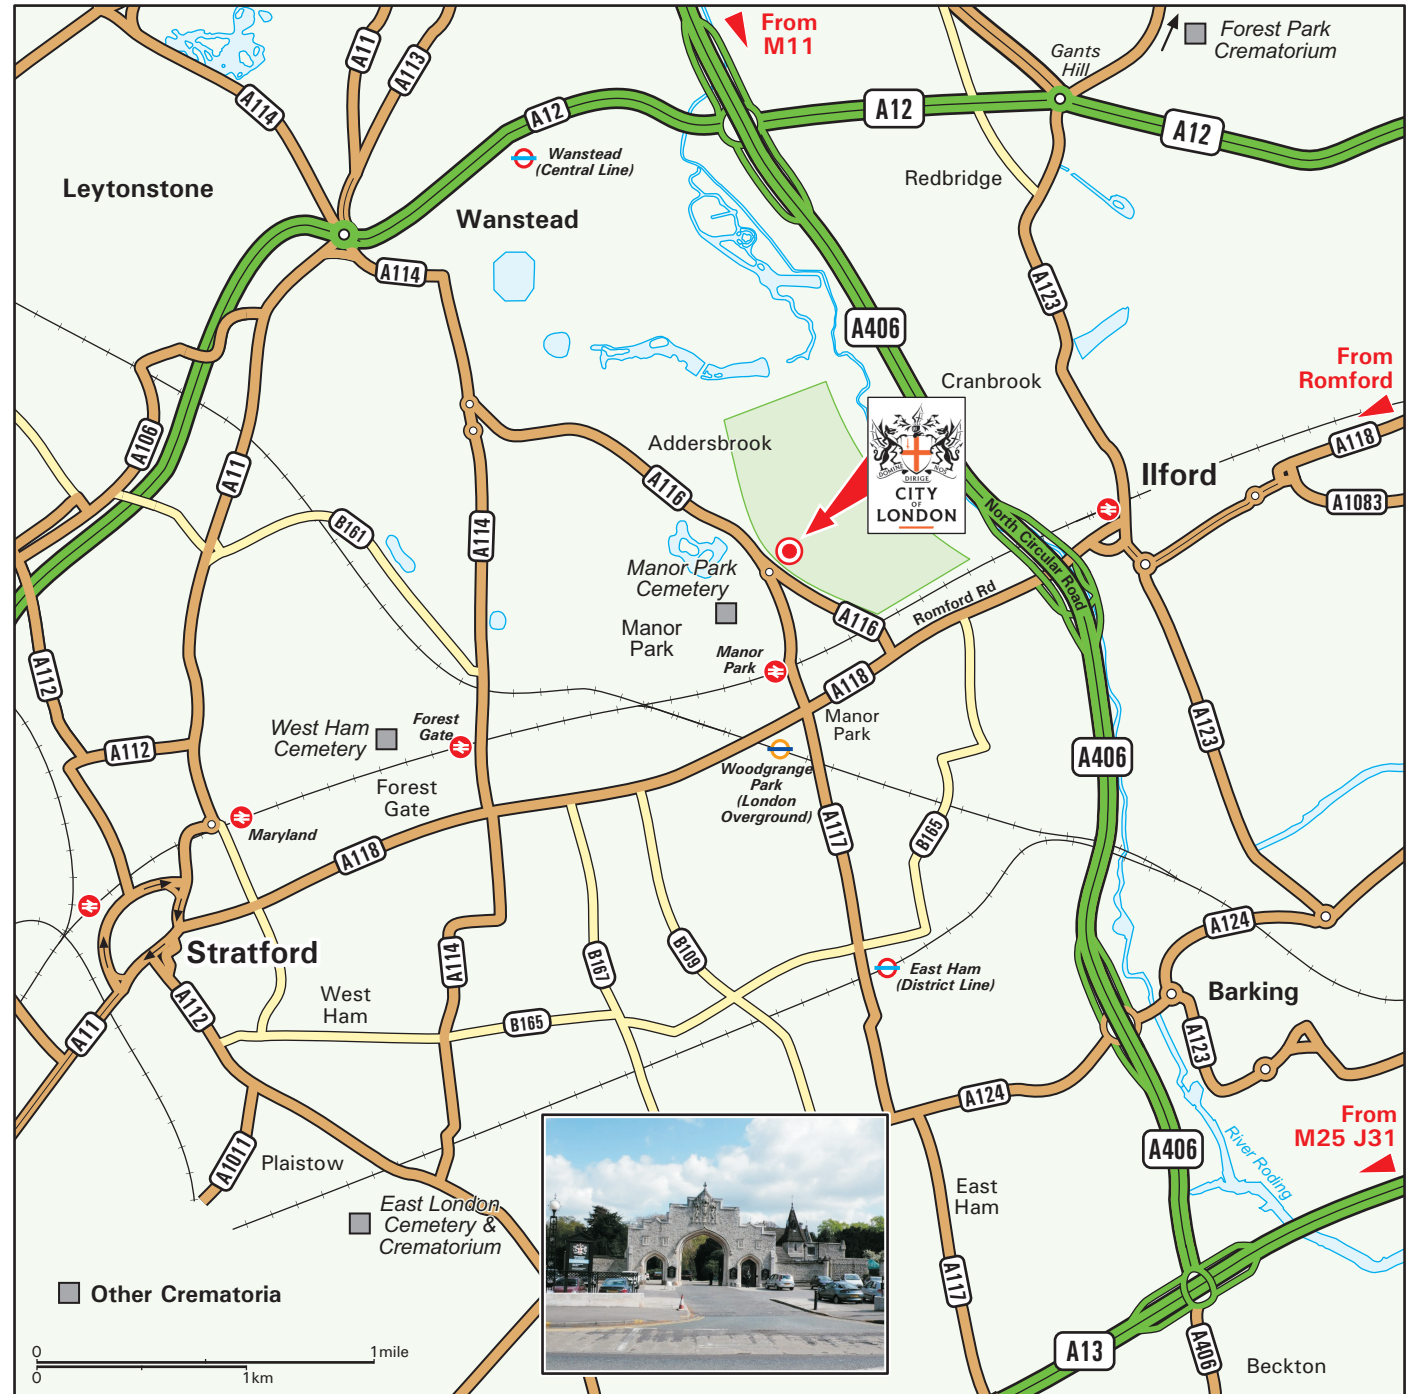 From
M11
Forest Park
Crematorium
Gants
Hill
A11
A113
A114
A12
A12
A12
Wanstead
(Central Line)
Redbridge
Leytonstone
Wanstead
A114
A123
A406
From
Romford
Cranbrook
A118
A106
A11
Addersbrook
A116
DOMINE
DIRIGE
NOS
CITY
OF
LONDON
Ilford
A1083
B161
A114
North Circular Road
Manor Park
Cemetery
Manor
Park
A116
Romford Rd
Manor
Park
A112
A118
A123
West Ham
Cemetery
Forest
Gate
Manor
Park
A112
A406
Woodgrange
Park
(London
Overground)
Forest
Gate
A117
B165
Maryland
A118
A124
Stratford
A114
B167
B109
East Ham
(District Line)
Barking
West
Ham
A112
B165
A11
A123
A124
From
M25 J31
A406
River Roding
A1011
Plaistow
East
Ham
East London
Cemetery &
Crematorium
A117
Other Crematoria
A13
A406
Beckton
0
1mile
0
1km